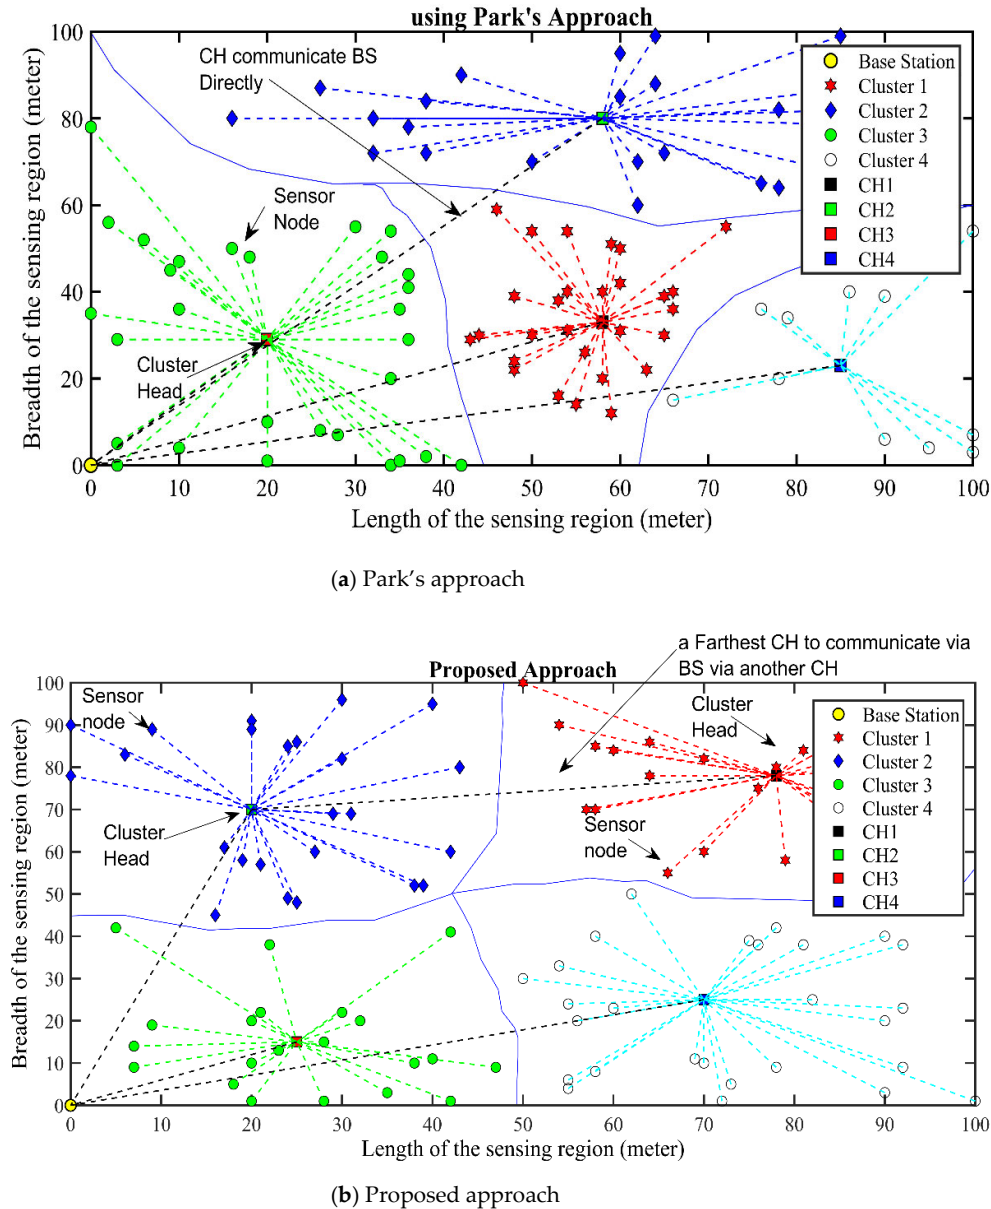 using Park's Approach
100
80
60
40
20
0
Breadth of the sensing region (meter)
CH communicate BS
Directly
Sensor
Node
Cluster
Head
Base Station
Cluster 1
Cluster 2
Cluster 3
Cluster 4
CH1
CH2
CH3
CH4
0 10 20 30 40 50 60 70 80 90 100
Length of the sensing region (meter)
(a) Park's approach
a Farthest CH to communicate via
BS via another CH
Proposed Approach
100
90
80
70
60
50
40
30
20
10
0
Breadth of the sensing region (meter)
Sensor
node
Cluster
Head
Cluster
Head
Sensor
node
Base Station
Cluster 1
Cluster 2
Cluster 3
Cluster 4
CH1
CH2
CH3
CH4
0 10 20 30 40 50 60 70 80 90 100
Length of the sensing region (meter)
(b) Proposed approach